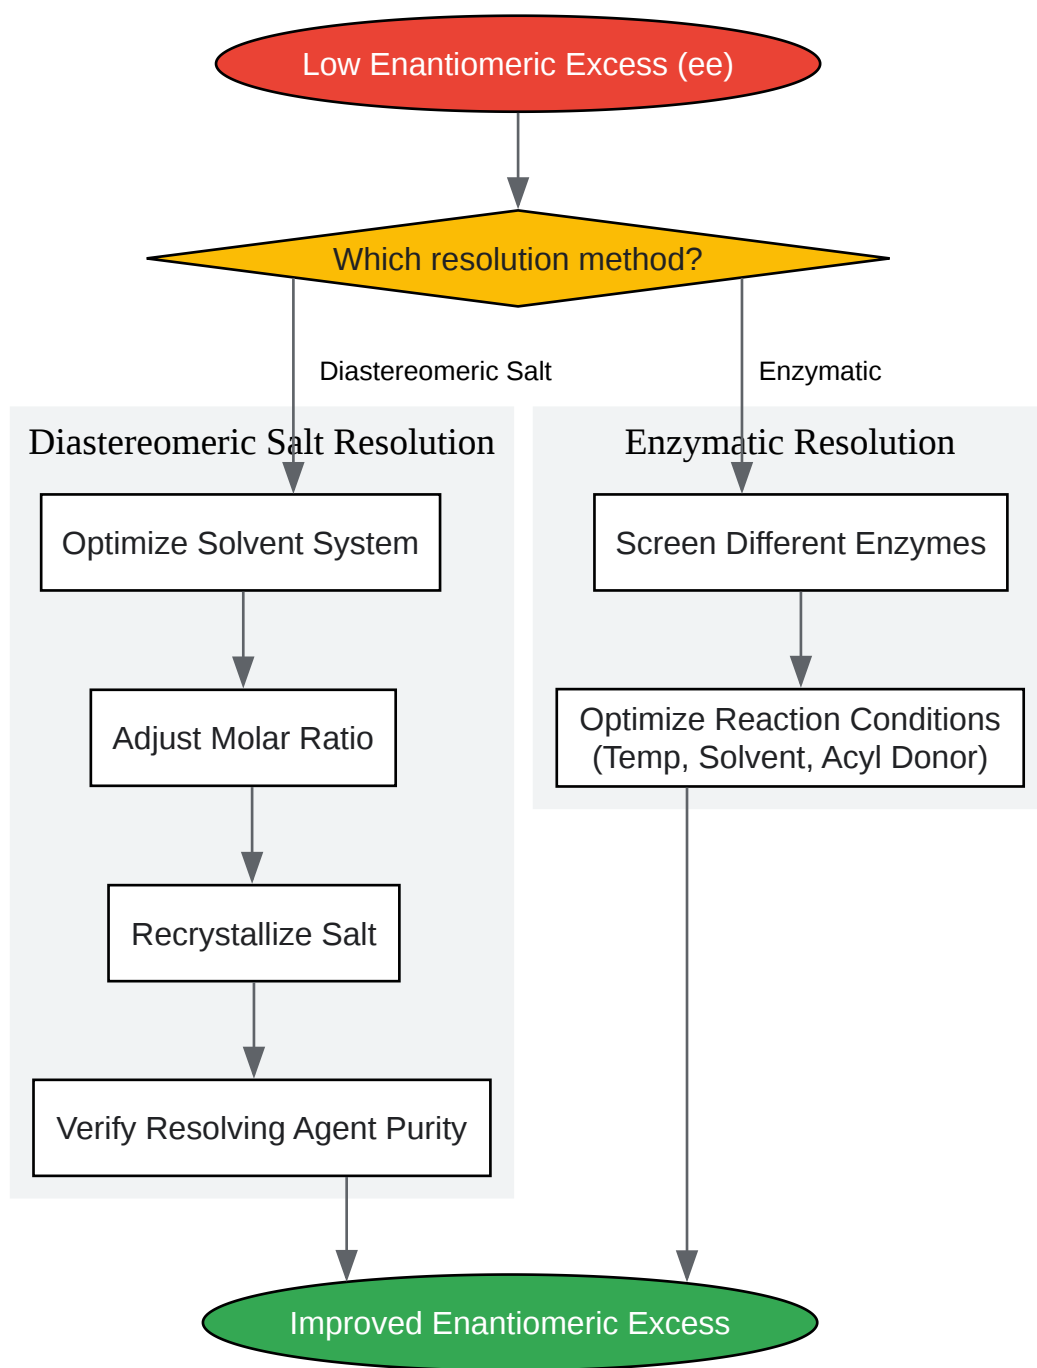 Low Enantiomeric Excess (ee)
Which resolution method?
Diastereomeric Salt
Enzymatic
Diastereomeric Salt Resolution
Optimize Solvent System
Adjust Molar Ratio
Recrystallize Salt
Verify Resolving Agent Purity
Enzymatic Resolution
Screen Different Enzymes
Optimize Reaction Conditions
(Temp, Solvent, Acyl Donor)
Improved Enantiomeric Excess